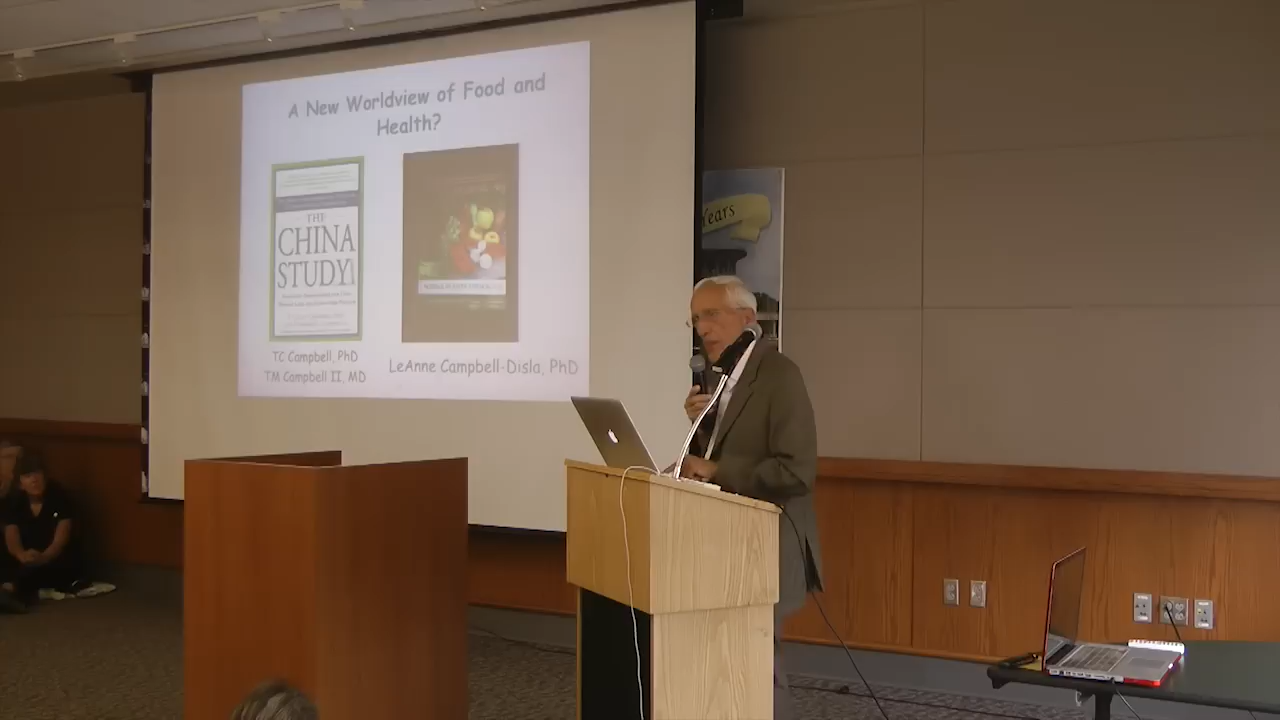 A New Worldview of Food and
Health?
THE
CHINA
STUDY
TC Campbell, PhD
TM Campbell II, MD
LeAnne Campbell-Disla, PhD
Years